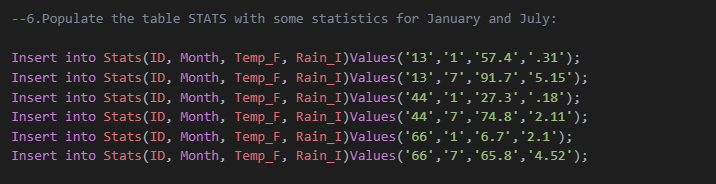 --6.Populate the table STATS with some statistics for January and July:
Insert into Stats(ID, Month, Temp_F, Rain_I)Values('13','1','57.4','.31');
Insert into Stats(ID, Month, Temp_F, Rain_I)Values('13','7','91.7','5.15');
Insert into Stats(ID, Month, Temp_F, Rain_I)Values('44','1','27.3','.18');
Insert into Stats(ID, Month, Temp_F, Rain_I)Values('44','7','74.8','2.11');
Insert into Stats(ID, Month, Temp_F, Rain_I)Values('66','1','6.7','2.1');
Insert into Stats(ID, Month, Temp_F, Rain_I)Values('66','7','65.8','4.52');